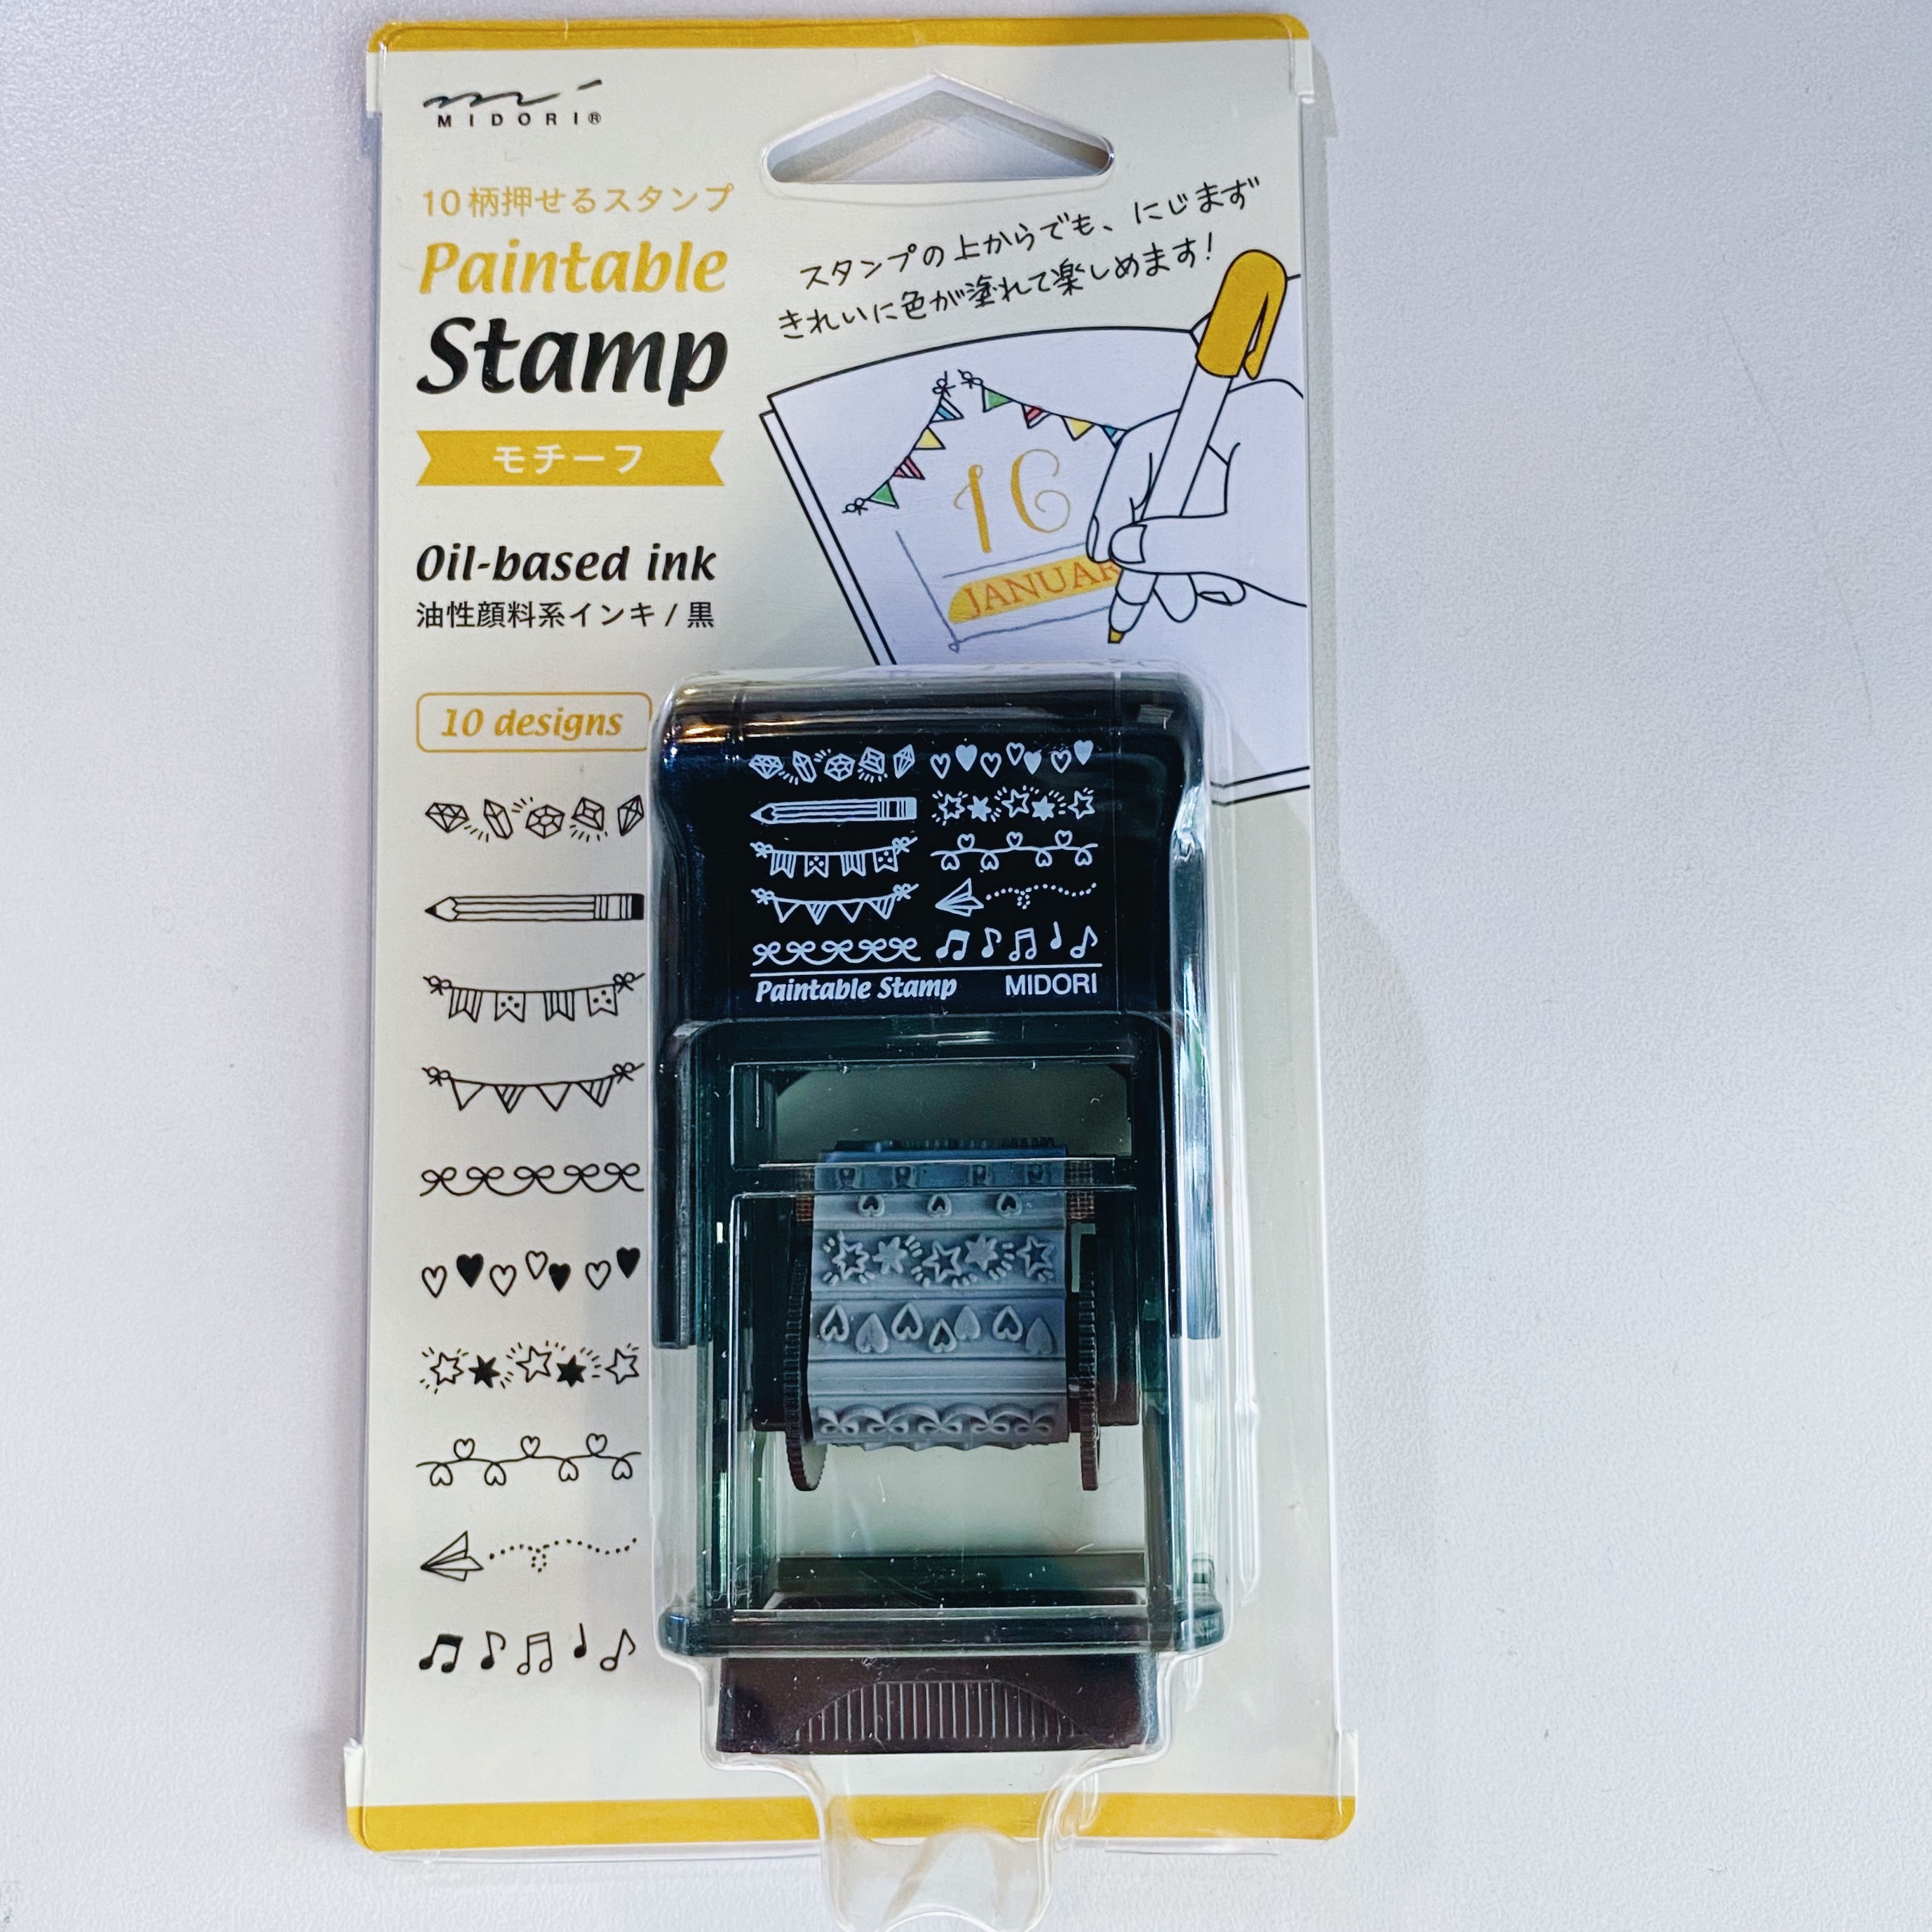 MIDORI®
10柄押せるスタンプ
Paintable
Stamp
モチーフ
スタンプの上からでも、にじまず
きれいに色が塗れて楽しめます!
16
JANUAR
Oil-based ink
油性顔料系インキ / 黒
10 designs
Paintable Stamp MIDORI